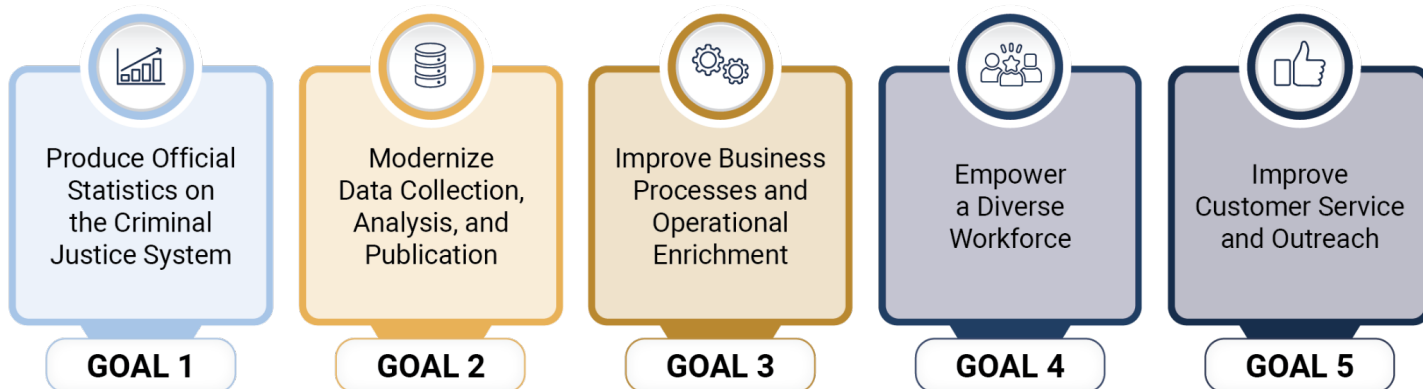 Produce Official
Statistics on
the Criminal
Justice System
GOAL 1
Modernize
Data Collection,
Analysis, and
Publication
GOAL 2
Improve Business
Processes and
Operational
Enrichment
GOAL 3
Empower
a Diverse
Workforce
GOAL 4
Improve
Customer Service
and Outreach
GOAL 5